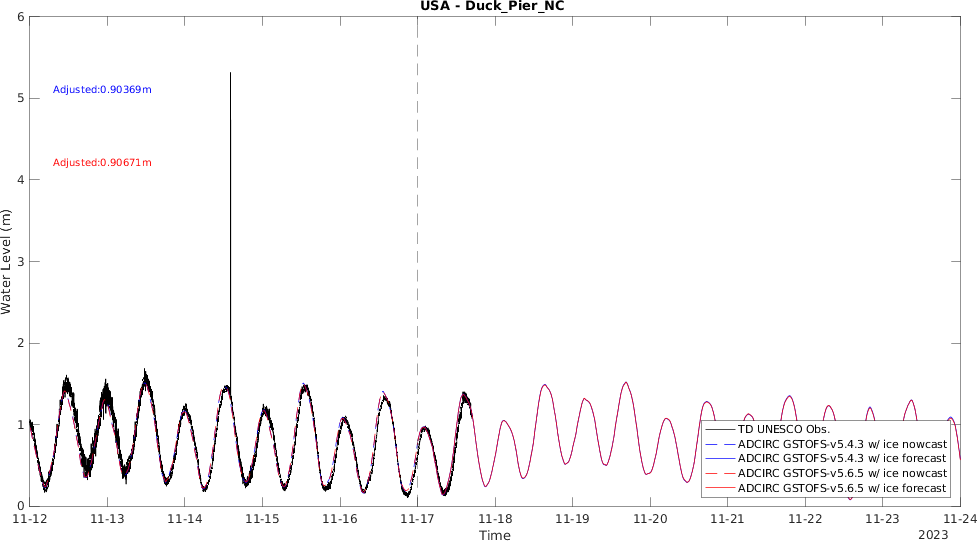 USA - Duck_Pier_NC
6
5
4
3
2
1
0
Water Level (m)
Adjusted:0.90369m
Adjusted:0.90671m
TD UNESCO Obs.
ADCIRC GSTOFS-v5.4.3 w/ ice nowcast
ADCIRC GSTOFS-v5.4.3 w/ ice forecast
ADCIRC GSTOFS-v5.6.5 w/ ice nowcast
ADCIRC GSTOFS-v5.6.5 w/ ice forecast
11-12 11-13 11-14 11-15 11-16 11-17 11-18 11-19 11-20 11-21 11-22 11-23 11-24
Time
2023